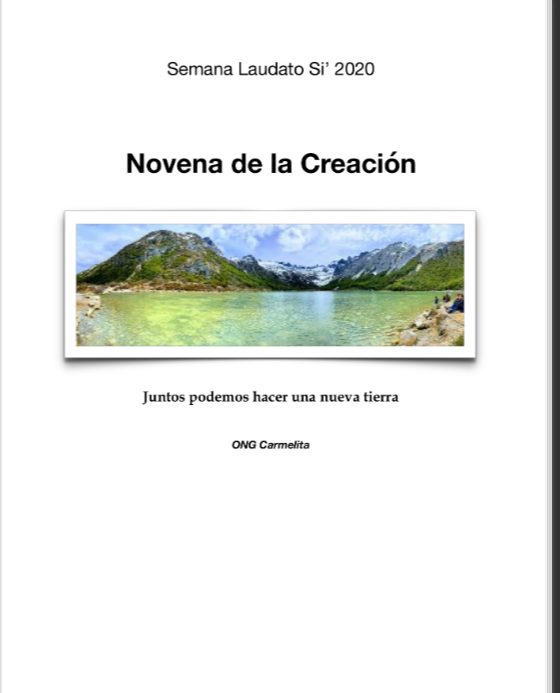 Semana Laudato Si’ 2020
Novena de la Creación
Juntos podemos hacer una nueva tierra
ONG Carmelita